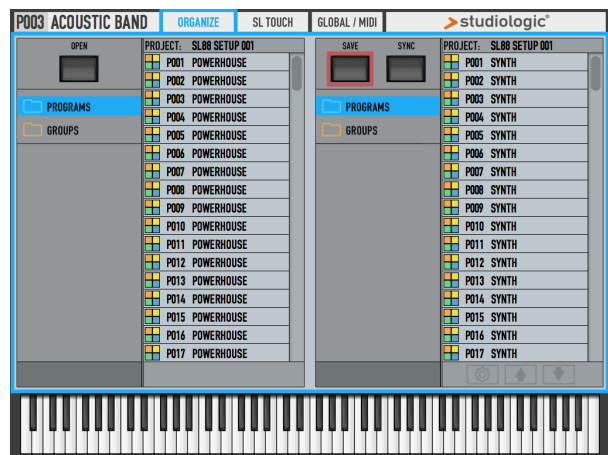 P003 ACOUSTIC BAND
ORGANIZE
SL TOUCH
GLOBAL / MIDI
studiologic®
OPEN
PROGRAMS
GROUPS
PROJECT: SL88 SETUP 001
P001 POWERHOUSE
P002 POWERHOUSE
P003 POWERHOUSE
P004 POWERHOUSE
P005 POWERHOUSE
P006 POWERHOUSE
P007 POWERHOUSE
P008 POWERHOUSE
P009 POWERHOUSE
P010 POWERHOUSE
P011 POWERHOUSE
P012 POWERHOUSE
P013 POWERHOUSE
P014 POWERHOUSE
P015 POWERHOUSE
P016 POWERHOUSE
P017 POWERHOUSE
SAVE
SYNC
PROGRAMS
GROUPS
PROJECT: SL88 SETUP 001
P001 SYNTH
P002 SYNTH
P003 SYNTH
P004 SYNTH
P005 SYNTH
P006 SYNTH
P007 SYNTH
P008 SYNTH
P009 SYNTH
P010 SYNTH
P011 SYNTH
P012 SYNTH
P013 SYNTH
P014 SYNTH
P015 SYNTH
P016 SYNTH
P017 SYNTH